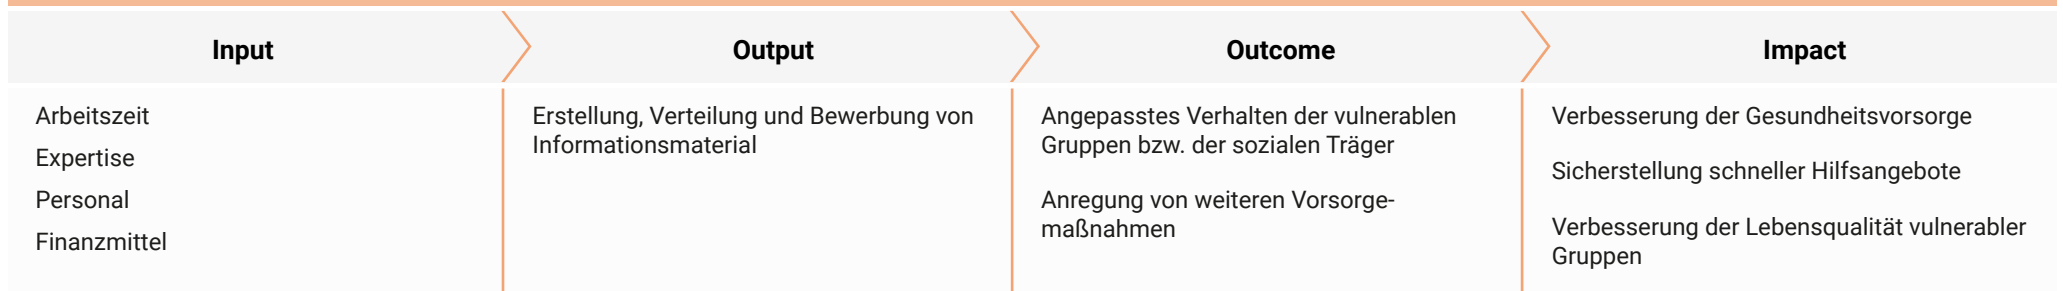 Input
Output
Outcome
Impact
Arbeitszeit
Expertise
Personal
Finanzmittel
Erstellung, Verteilung und Bewerbung von
Informationsmaterial
Angepasstes Verhalten der vulnerablen
Gruppen bzw. der sozialen Träger
Anregung von weiteren Vorsorge-
maßnahmen
Verbesserung der Gesundheitsvorsorge
Sicherstellung schneller Hilfsangebote
Verbesserung der Lebensqualität vulnerabler
Gruppen